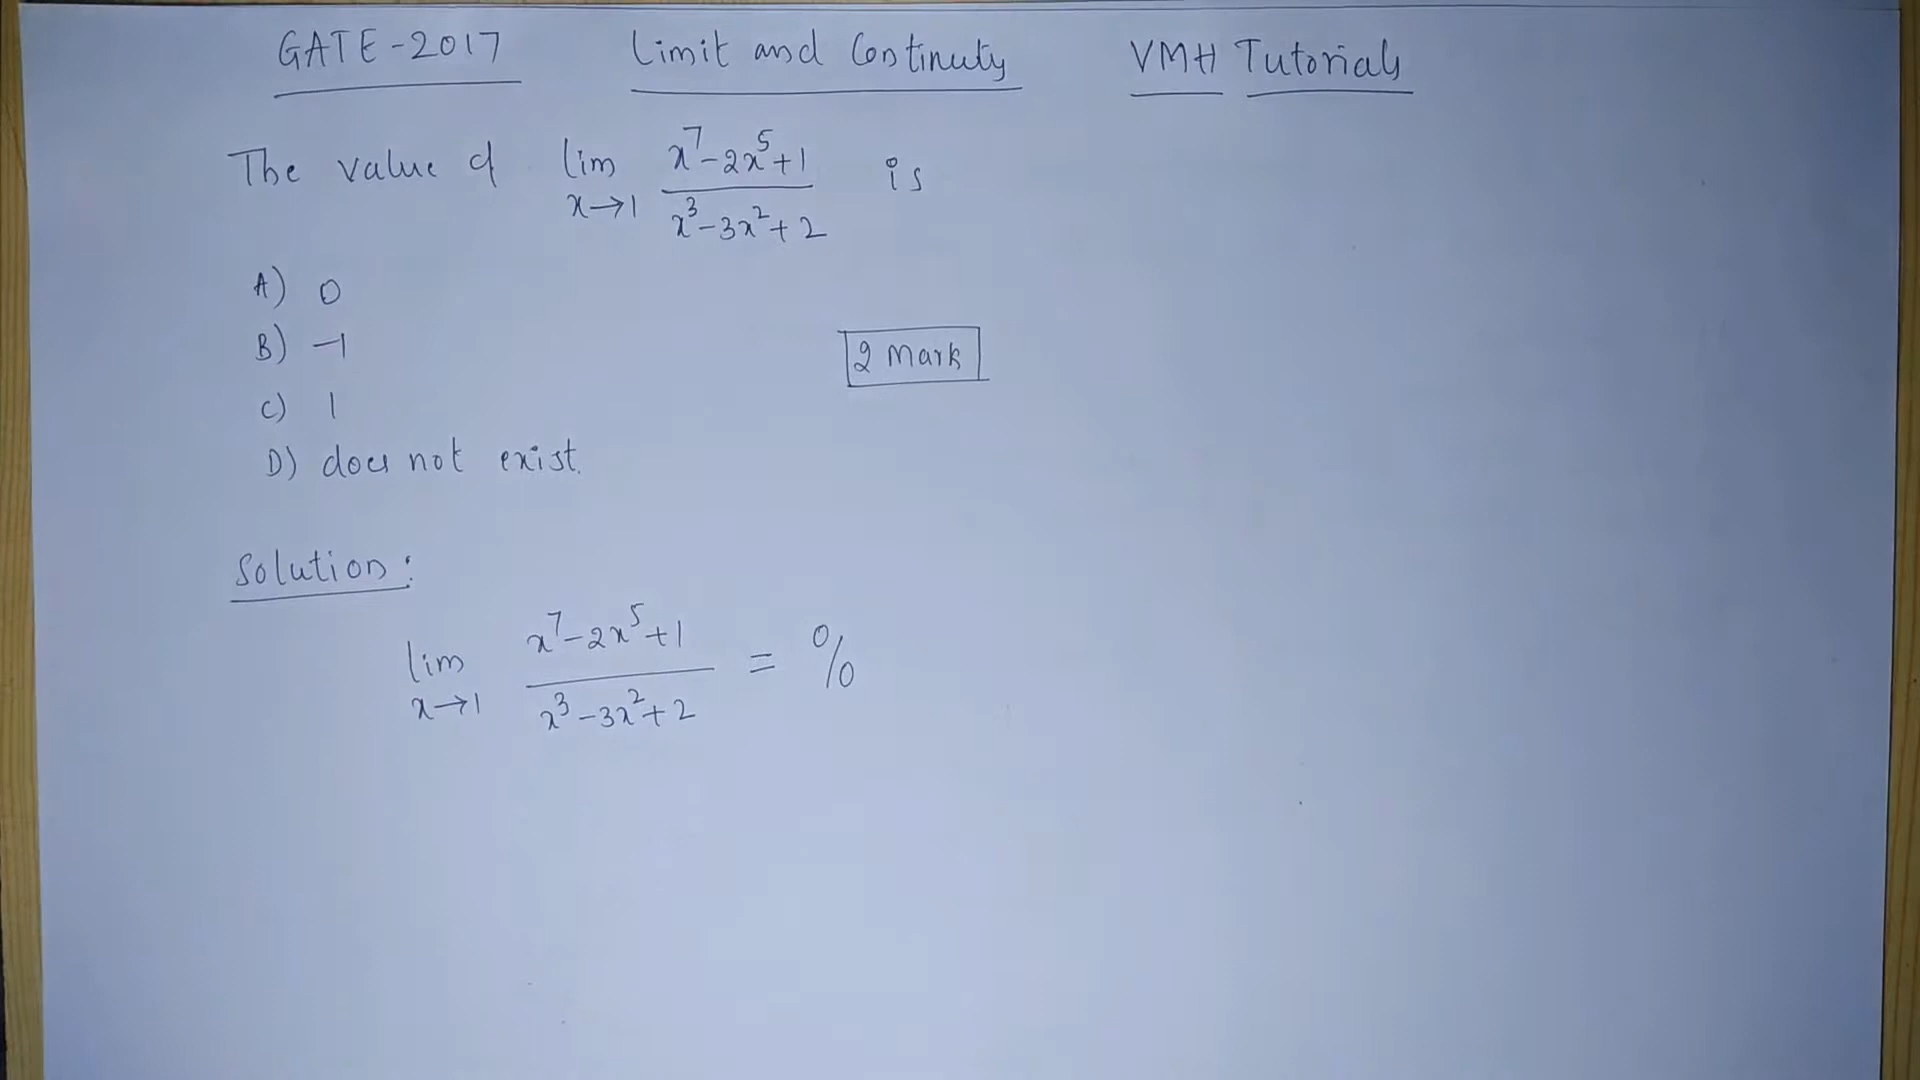 GATE-2017 Limit and Continuty VMH Tutorials
The value of lim x→1 (x^7-2x^5+1)/(x^3-3x^2+2) is
A) 0
B) -1
2 Mark
C) 1
D) does not exist.
Solution:
lim x→1 (x^7-2x^5+1)/(x^3-3x^2+2) = 0/0